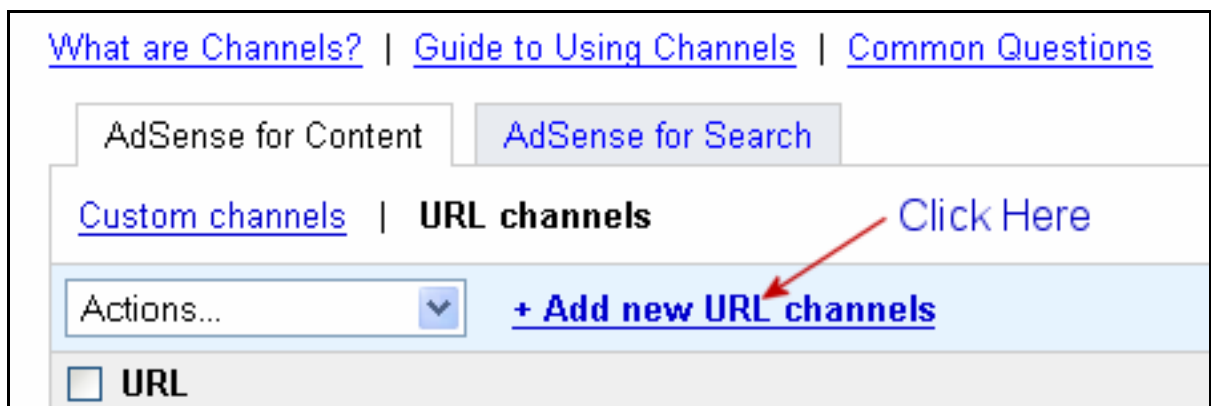 What are Channels? | Guide to Using Channels | Common Questions
AdSense for Content AdSense for Search
Custom channels | URL channels Click Here
Actions... + Add new URL channels
URL